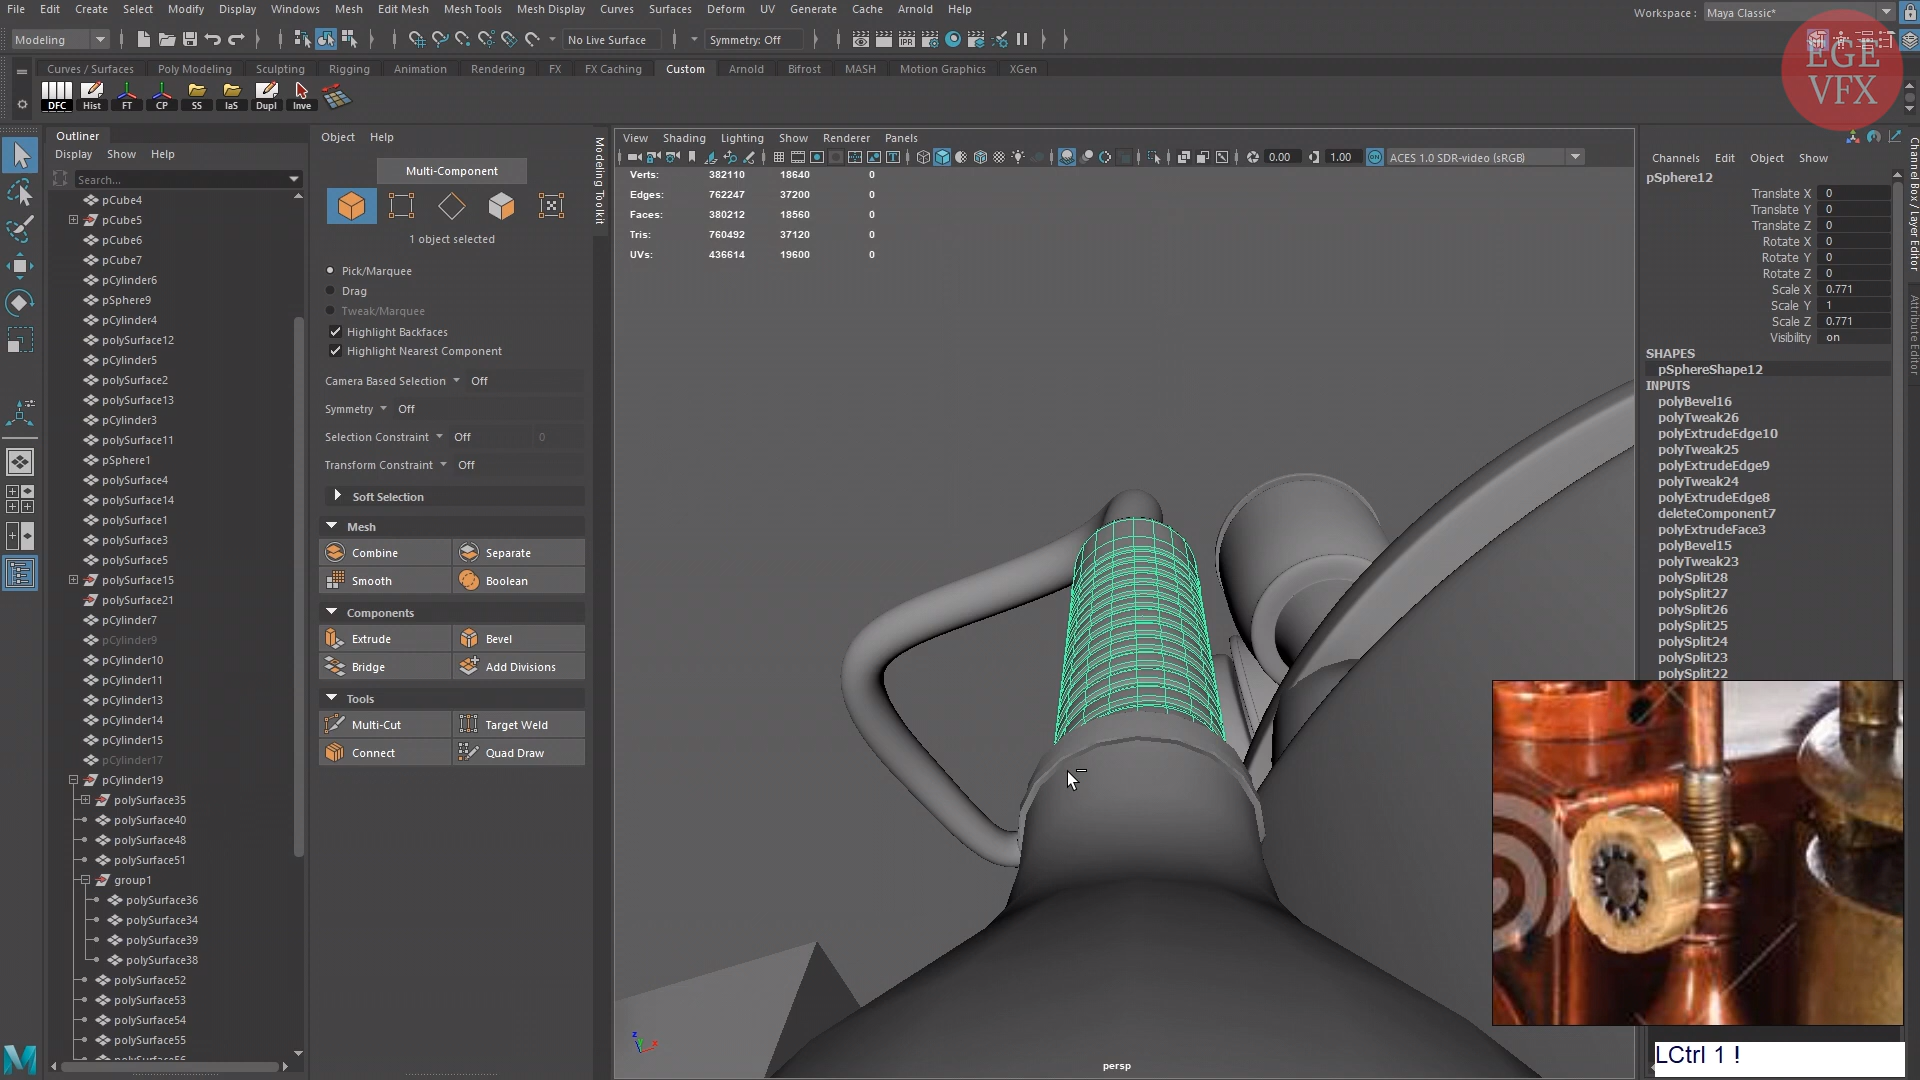 File Edit Create Select Modify Display Windows Mesh Edit Mesh Mesh Tools Mesh Display Curves Surfaces Deform UV Generate Cache Arnold Help
Workspace : Maya Classic*
Modeling
No Live Surface
Symmetry: Off
IPR
Curves / Surfaces Poly Modeling Sculpting Rigging Animation Rendering FX FX Caching Custom Arnold Bifrost MASH Motion Graphics XGen
EGE
VFX
DFC Hist FT CP SS IaS Dupl Inve
Outliner
Display Show Help
Search...
pCube4
pCube5
pCube6
pCube7
pCylinder6
pSphere9
pCylinder4
polySurface12
pCylinder5
polySurface2
polySurface13
pCylinder3
polySurface11
pSphere1
polySurface4
polySurface14
polySurface1
polySurface3
polySurface5
polySurface15
polySurface21
pCylinder7
pCylinder9
pCylinder10
pCylinder11
pCylinder13
pCylinder14
pCylinder15
pCylinder17
pCylinder19
polySurface35
polySurface40
polySurface48
polySurface51
group1
polySurface36
polySurface34
polySurface39
polySurface38
polySurface52
polySurface53
polySurface54
polySurface55
polySurface56
Object Help
Multi-Component
1 object selected
Pick/Marquee
Drag
Tweak/Marquee
Highlight Backfaces
Highlight Nearest Component
Camera Based Selection Off
Symmetry Off
Selection Constraint Off 0
Transform Constraint Off
Soft Selection
Mesh
Combine Separate
Smooth Boolean
Components
Extrude Bevel
Bridge Add Divisions
Tools
Multi-Cut Target Weld
Connect Quad Draw
Modeling Toolkit
View Shading Lighting Show Renderer Panels
0.00 1.00 ACES 1.0 SDR-video (sRGB)
Verts: 382110 18640 0
Edges: 762247 37200 0
Faces: 380212 18560 0
Tris: 760492 37120 0
UVs: 436614 19600 0
z
x
persp
Channels Edit Object Show
pSphere12
Translate X 0
Translate Y 0
Translate Z 0
Rotate X 0
Rotate Y 0
Rotate Z 0
Scale X 0.771
Scale Y 1
Scale Z 0.771
Visibility on
SHAPES
pSphereShape12
INPUTS
polyBevel16
polyTweak26
polyExtrudeEdge10
polyTweak25
polyExtrudeEdge9
polyTweak24
polyExtrudeEdge8
deleteComponent7
polyExtrudeFace3
polyBevel15
polyTweak23
polySplit28
polySplit27
polySplit26
polySplit25
polySplit24
polySplit23
polySplit22
Channel Box / Layer Editor
Attribute Editor
LCtrl 1 !